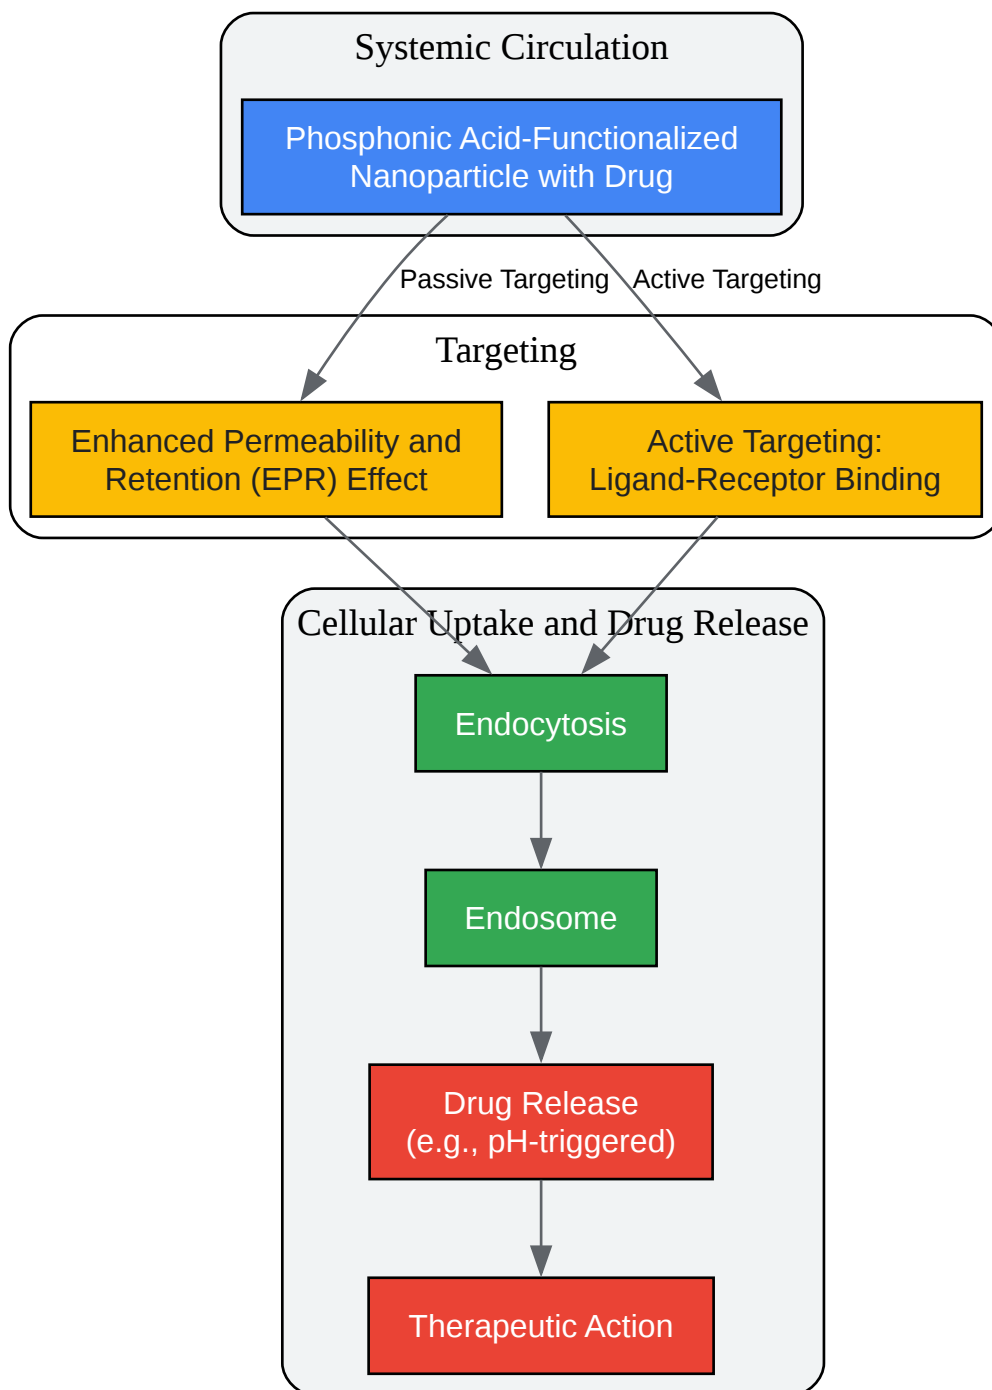 Systemic Circulation
Phosphonic Acid-Functionalized
Nanoparticle with Drug
Passive Targeting
Active Targeting
Targeting
Enhanced Permeability and
Retention (EPR) Effect
Active Targeting:
Ligand-Receptor Binding
Cellular Uptake and Drug Release
Endocytosis
Endosome
Drug Release
(e.g., pH-triggered)
Therapeutic Action